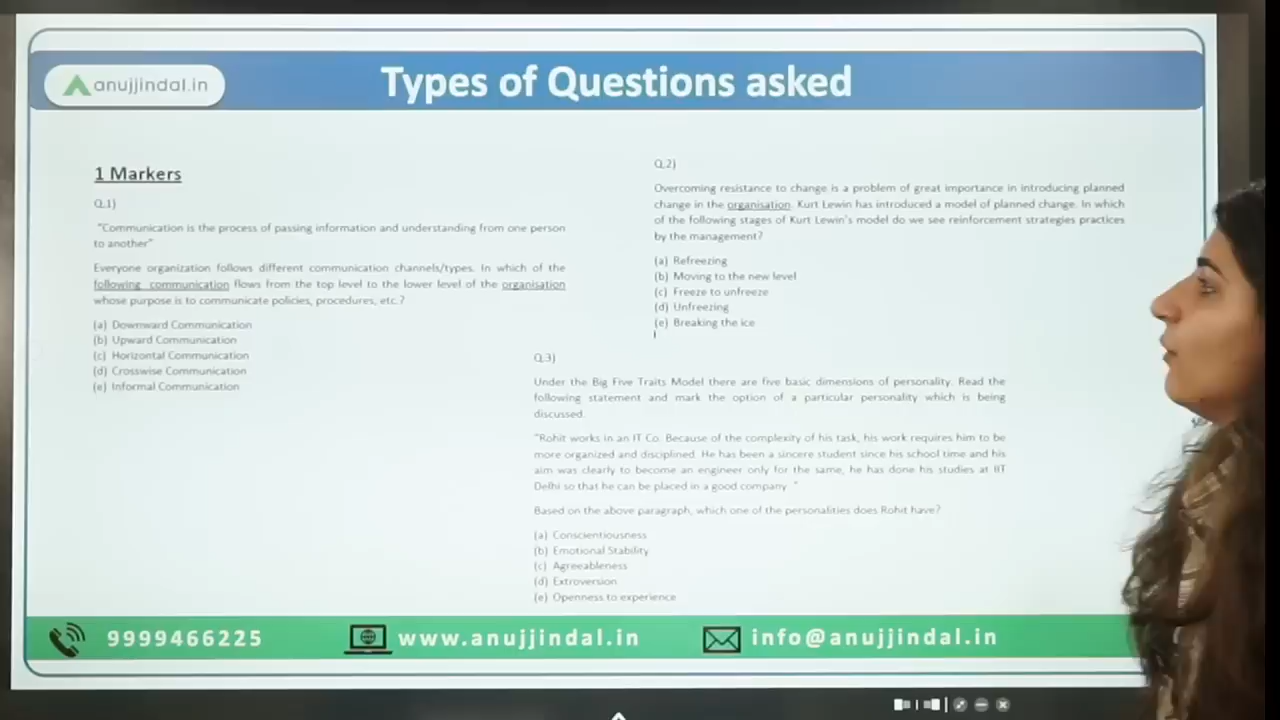 anujjindal.in
Types of Questions asked
1 Markers
Q.1)
"Communication is the process of passing information and understanding from one person
to another"
Everyone organization follows different communication channels/types. In which of the
following communication flows from the top level to the lower level of the organisation
whose purpose is to communicate policies, procedures, etc.?
(a) Downward Communication
(b) Upward Communication
(c) Horizontal Communication
(d) Crosswise Communication
(e) Informal Communication
Q.2)
Overcoming resistance to change is a problem of great importance in introducing planned
change in the organisation. Kurt Lewin has introduced a model of planned change. In which
of the following stages of Kurt Lewin's model do we see reinforcement strategies practices
by the management?
(a) Refreezing
(b) Moving to the new level
(c) Freeze to unfreeze
(d) Unfreezing
(e) Breaking the ice
Q.3)
Under the Big Five Traits Model there are five basic dimensions of personality. Read the
following statement and mark the option of a particular personality which is being
discussed.
"Rohit works in an IT Co. Because of the complexity of his task, his work requires him to be
more organized and disciplined. He has been a sincere student since his school time and his
aim was clearly to become an engineer only for the same, he has done his studies at IIT
Delhi so that he can be placed in a good company "
Based on the above paragraph, which one of the personalities does Rohit have?
(a) Conscientiousness
(b) Emotional Stability
(c) Agreeableness
(d) Extroversion
(e) Openness to experience
9999466225
www.anujjindal.in
info@anujjindal.in